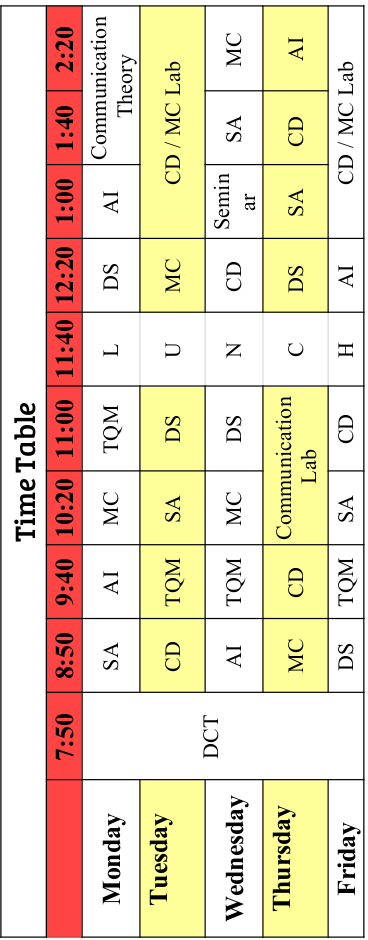 Time Table
7:50 8:50 9:40 10:20 11:00 11:40 12:20 1:00 1:40 2:20
Monday DCT SA AI MC TQM L DS AI Communication Theory
Tuesday CD TQM SA DS U MC CD / MC Lab
Wednesday AI TQM MC DS N CD Semin ar SA MC
Thursday MC CD Communication Lab C DS SA CD AI
Friday DS TQM SA CD H AI CD / MC Lab